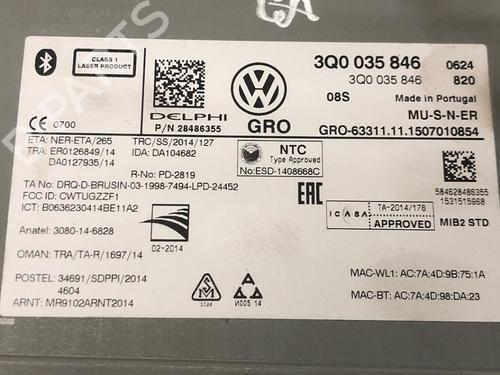 CLASS 1
LASER PRODUCT
DELPHI
P/N 28486355
GRO
3Q0 035 846 0624
3Q0 035 846 820
08S Made in Portugal
MU-S-N-ER
GRO-63311.11.1507010854
CE 0700
ETA: NER-ETA/265 TRC/SS/2014/127
TRA: ER0126849/14 IDA: DA104682
DA0127935/14
R-No: PD-2819
TA No: DRQ-D-BRUSIN-03-1998-7494-LPD-24452
FCC ID: CWTUGZZF1
ICT: B0636230414BE11A2
NTC
Type Approved
No:ESD-1408668C
EAC
584628486355
1531515968
ICASA
TA-2014/176
APPROVED
MIB2 STD
Anatel: 3080-14-6828
02-2014
OMAN: TRA/TA-R/1697/14
POSTEL: 34691/SDPPI/2014
4604
ARNT: MR9102ARNT2014
И005 14
MAC-WL1: AC:7A:4D:9B:75:1A
MAC-BT: AC:7A:4D:98:DA:23